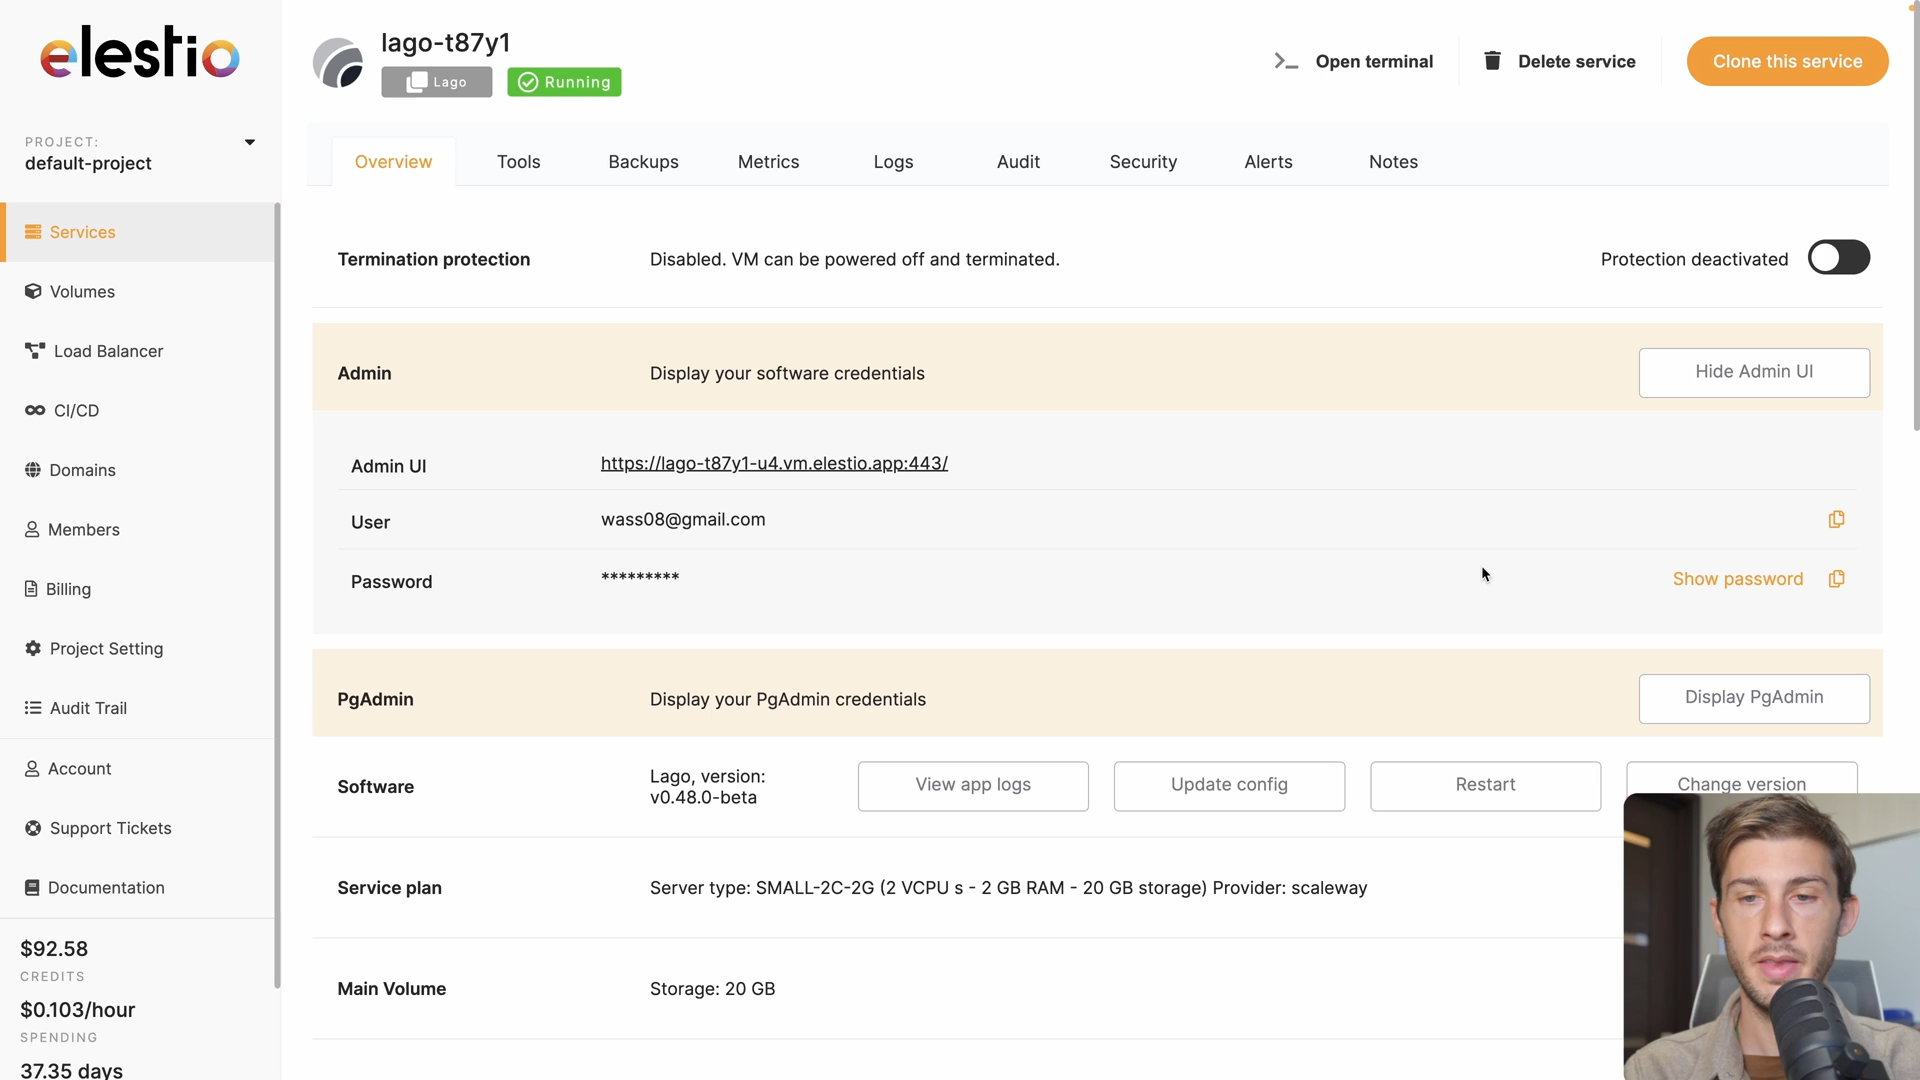 elestio
PROJECT:
default-project
Services
Volumes
Load Balancer
CI/CD
Domains
Members
Billing
Project Setting
Audit Trail
Account
Support Tickets
Documentation
$92.58
CREDITS
$0.103/hour
SPENDING
37.35 days
lago-t87y1
Lago
Running
Open terminal
Delete service
Clone this service
Overview
Tools
Backups
Metrics
Logs
Audit
Security
Alerts
Notes
Termination protection
Disabled. VM can be powered off and terminated.
Protection deactivated
Admin
Display your software credentials
Hide Admin UI
Admin UI
https://lago-t87y1-u4.vm.elestio.app:443/
User
wass08@gmail.com
Password
*********
Show password
PgAdmin
Display your PgAdmin credentials
Display PgAdmin
Software
Lago, version:
v0.48.0-beta
View app logs
Update config
Restart
Change version
Service plan
Server type: SMALL-2C-2G (2 VCPU s - 2 GB RAM - 20 GB storage) Provider: scaleway
Main Volume
Storage: 20 GB